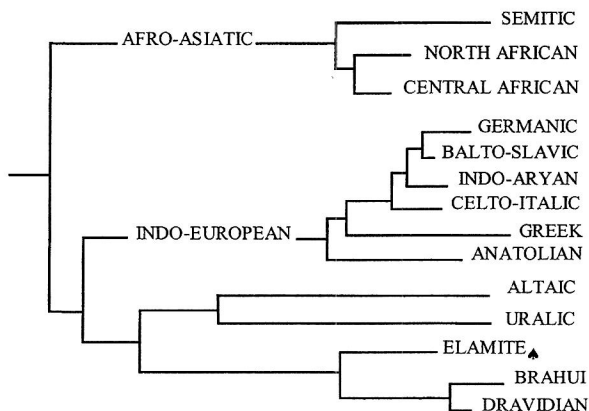 SEMITIC
AFRO-ASIATIC
NORTH AFRICAN
CENTRAL AFRICAN
GERMANIC
BALTO-SLAVIC
INDO-ARYAN
CELTO-ITALIC
INDO-EUROPEAN
GREEK
ANATOLIAN
ALTAIC
URALIC
ELAMITE♠
BRAHUI
DRAVIDIAN